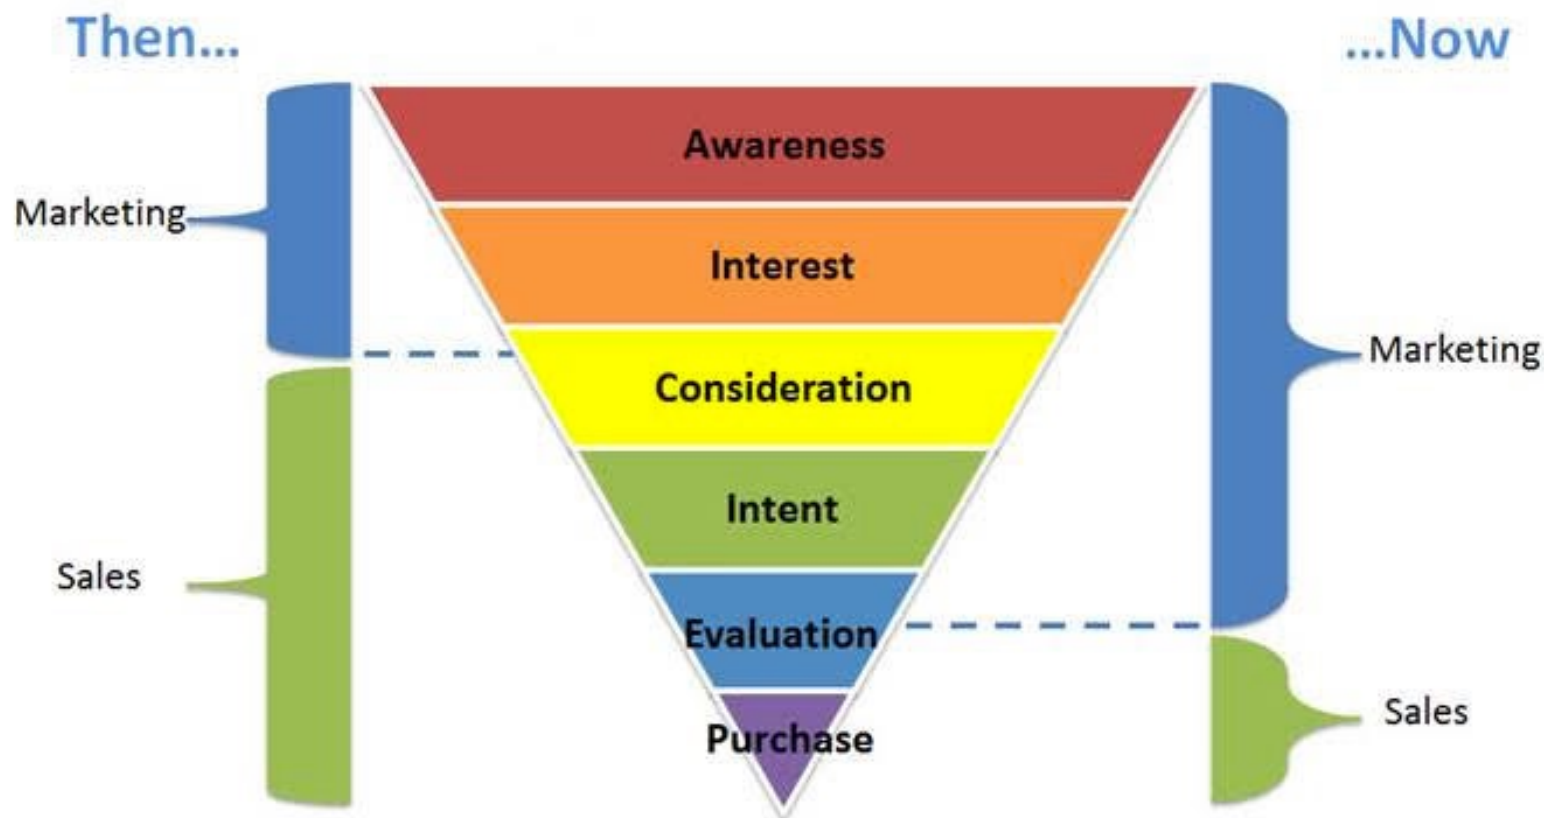 Then...
...Now
Awareness
Marketing
Interest
Marketing
Consideration
Intent
Sales
Evaluation
Sales
Purchase